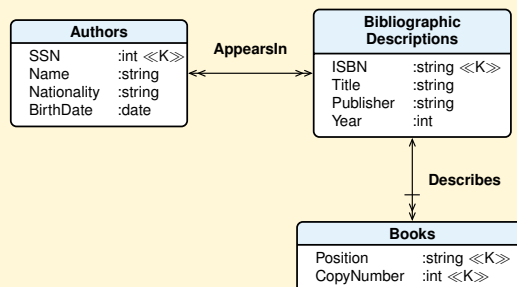 Authors
SSN :int ≪K≫
Name :string
Nationality :string
BirthDate :date
AppearsIn
Bibliographic
Descriptions
ISBN :string ≪K≫
Title :string
Publisher :string
Year :int
Describes
Books
Position :string ≪K≫
CopyNumber :int ≪K≫